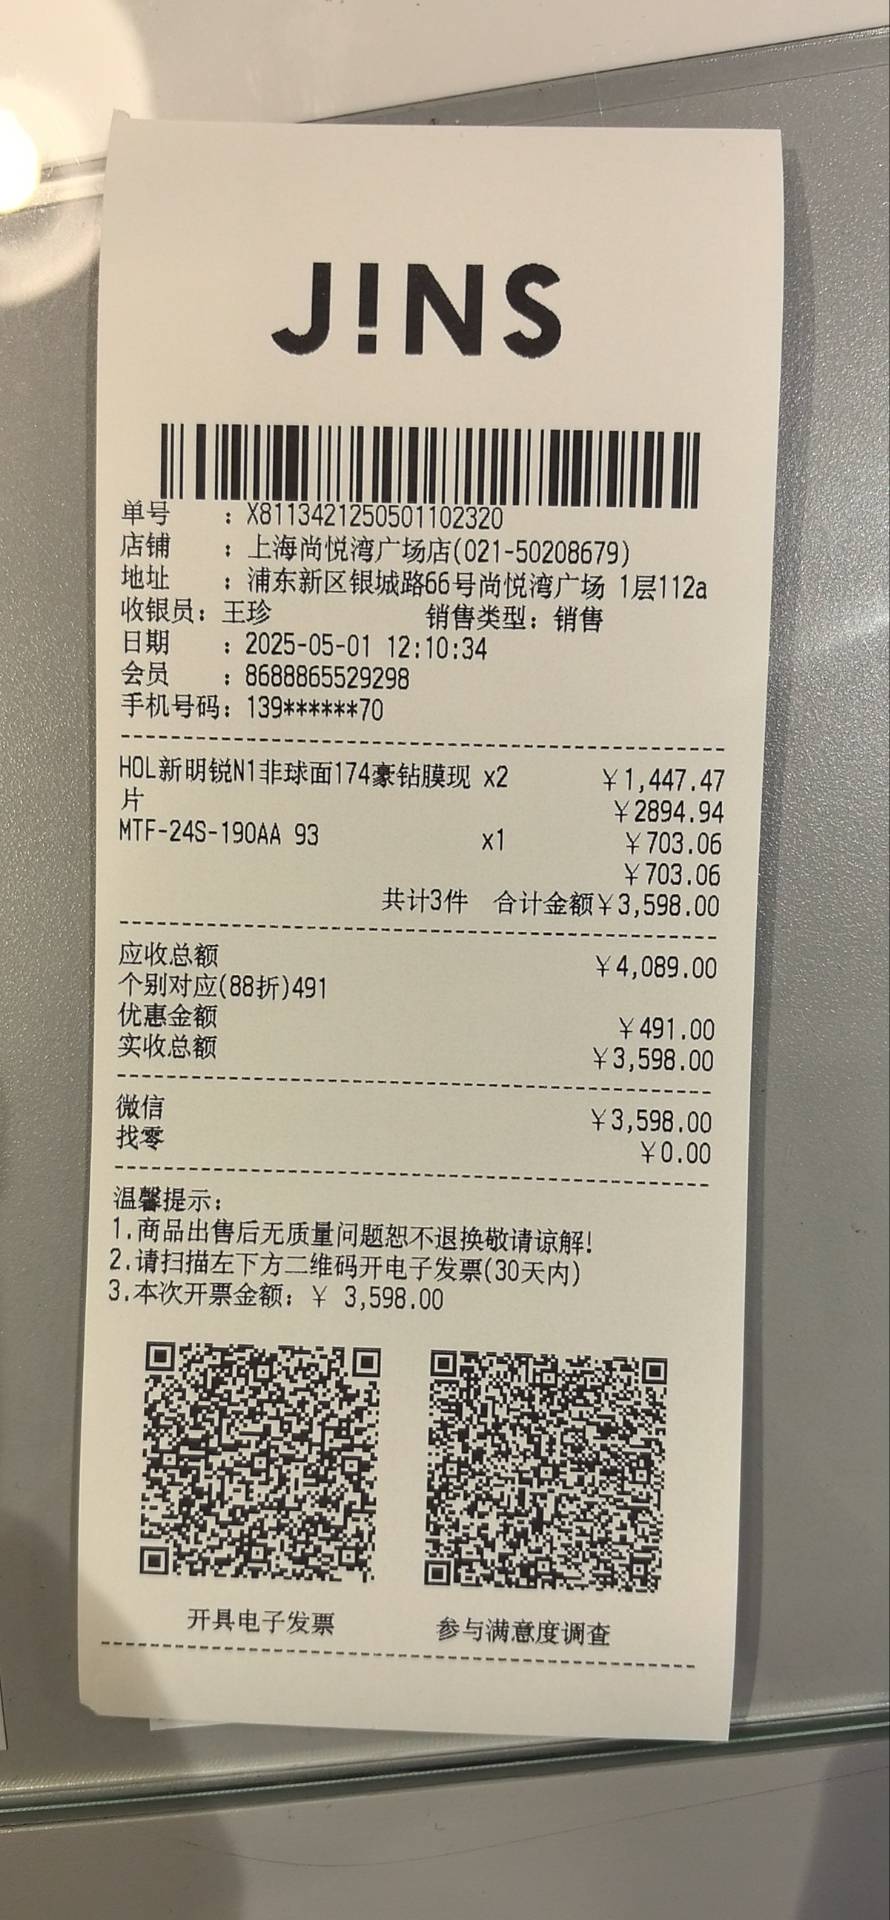 J!NS
单号 : X8113421250501102320
店铺 : 上海尚悦湾广场店(021-50208679)
地址 : 浦东新区银城路66号尚悦湾广场 1层112a
收银员: 王珍 销售类型: 销售
日期 : 2025-05-01 12:10:34
会员 : 8688865529298
手机号码: 139******70
HOL新明锐N1非球面174豪钻膜现 x2 ￥1,447.47
片 ￥2894.94
MTF-24S-190AA 93 x1 ￥703.06
￥703.06
共计3件 合计金额￥3,598.00
应收总额 ￥4,089.00
个别对应(88折)491
优惠金额 ￥491.00
实收总额 ￥3,598.00
微信 ￥3,598.00
找零 ￥0.00
温馨提示:
1.商品出售后无质量问题恕不退换敬请谅解!
2.请扫描左下方二维码开电子发票(30天内)
3.本次开票金额: ￥ 3,598.00
开具电子发票 参与满意度调查